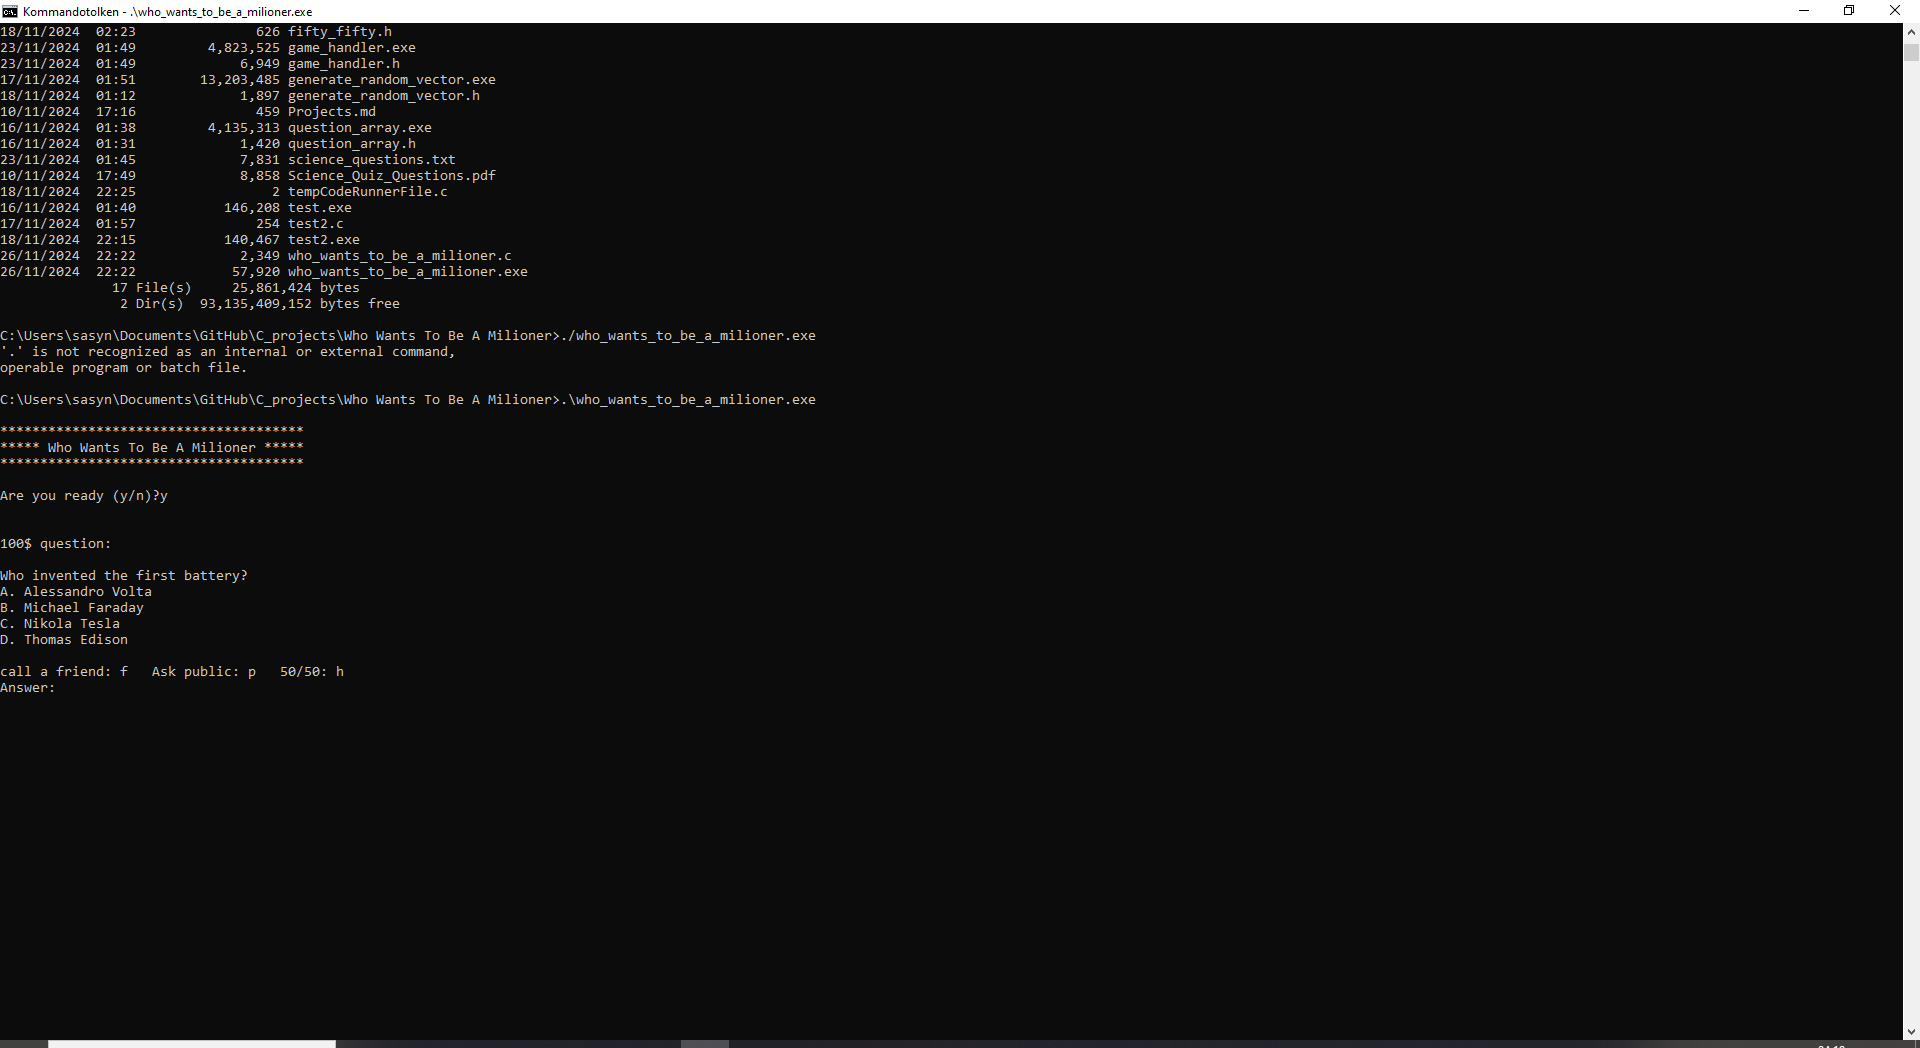 Kommandotolken - .\who_wants_to_be_a_milioner.exe
18/11/2024  02:23               626 fifty_fifty.h
23/11/2024  01:49         4,823,525 game_handler.exe
23/11/2024  01:49             6,949 game_handler.h
17/11/2024  01:51        13,203,485 generate_random_vector.exe
18/11/2024  01:12             1,897 generate_random_vector.h
10/11/2024  17:16               459 Projects.md
16/11/2024  01:38         4,135,313 question_array.exe
16/11/2024  01:31             1,420 question_array.h
23/11/2024  01:45             7,831 science_questions.txt
10/11/2024  17:49             8,858 Science_Quiz_Questions.pdf
18/11/2024  22:25                 2 tempCodeRunnerFile.c
16/11/2024  01:40           146,208 test.exe
17/11/2024  01:57               254 test2.c
18/11/2024  22:15           140,467 test2.exe
26/11/2024  22:22             2,349 who_wants_to_be_a_milioner.c
26/11/2024  22:22            57,920 who_wants_to_be_a_milioner.exe
17 File(s)     25,861,424 bytes
2 Dir(s)  93,135,409,152 bytes free
C:\Users\sasyn\Documents\GitHub\C_projects\Who Wants To Be A Milioner>./who_wants_to_be_a_milioner.exe
'.' is not recognized as an internal or external command,
operable program or batch file.
C:\Users\sasyn\Documents\GitHub\C_projects\Who Wants To Be A Milioner>.\who_wants_to_be_a_milioner.exe
**************************************
***** Who Wants To Be A Milioner *****
**************************************
Are you ready (y/n)?y
100$ question:
Who invented the first battery?
A. Alessandro Volta
B. Michael Faraday
C. Nikola Tesla
D. Thomas Edison
call a friend: f   Ask public: p   50/50: h
Answer: